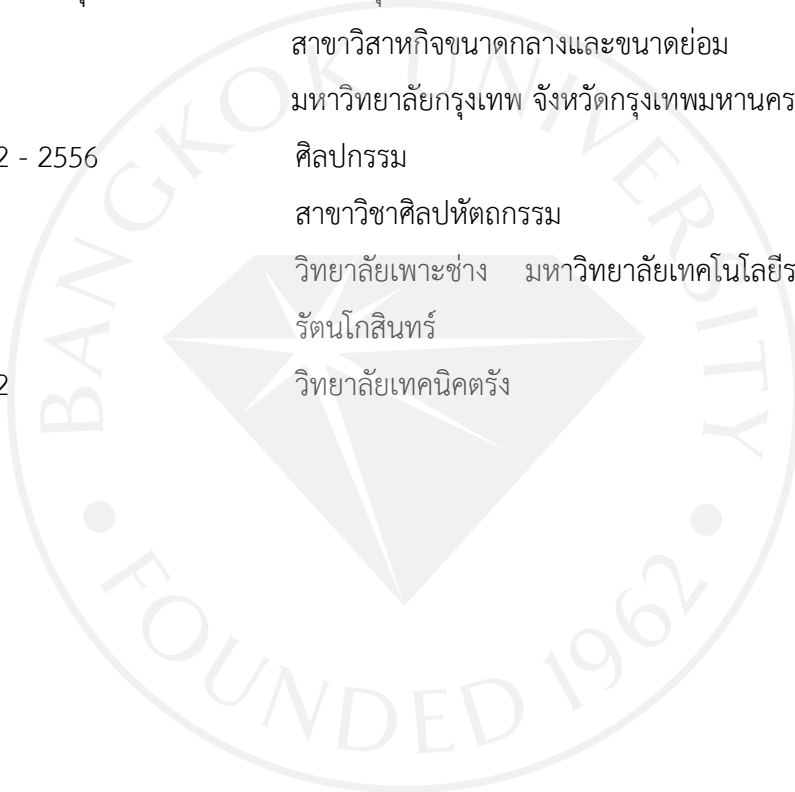 สาขาวิสาหกิจขนาดกลางและขนาดย่อม
มหาวิทยาลัยกรุงเทพ จังหวัดกรุงเทพมหานคร
2 - 2556 ศิลปกรรม
สาขาวิชาศิลปหัตถกรรม
วิทยาลัยเพาะช่าง มหาวิทยาลัยเทคโนโลยีร
รัตนโกสินทร์
2 วิทยาลัยเทคนิคตรัง
BANGKOK UNIVERSITY
FOUNDED 1962